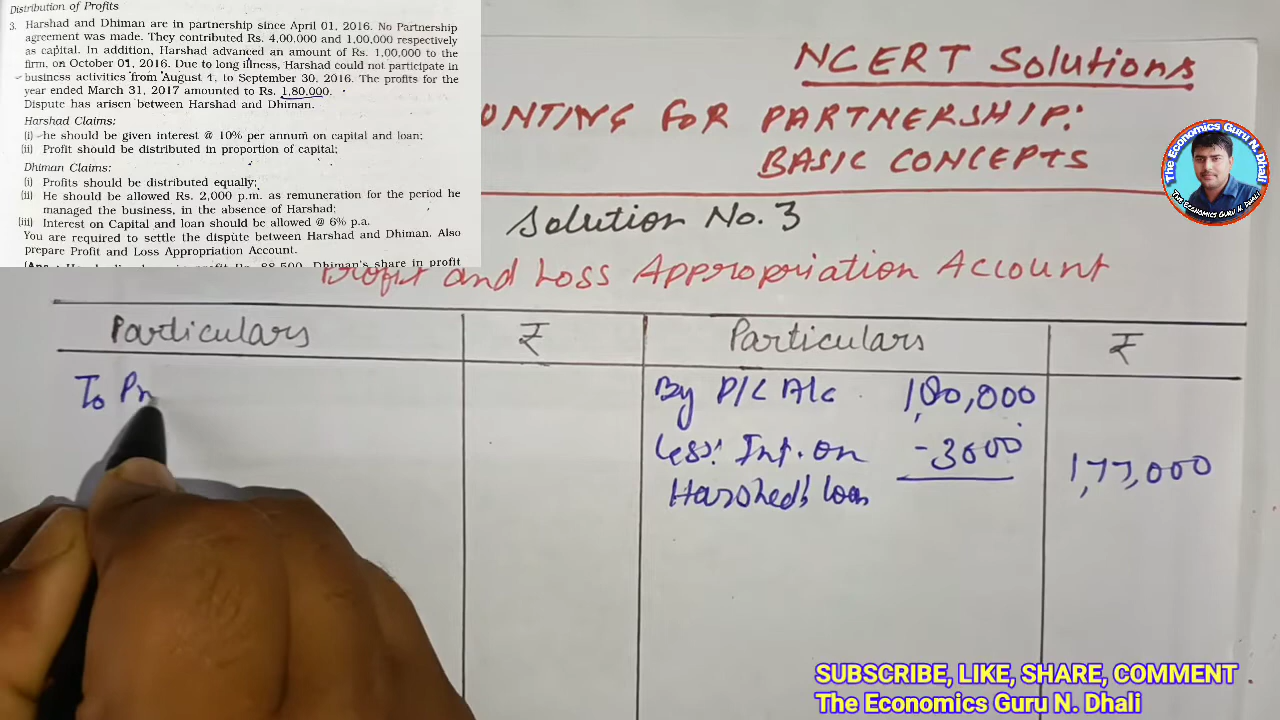 Distribution of Profits
3. Harshad and Dhiman are in partnership since April 01, 2016. No Partnership
agreement was made. They contributed Rs. 4,00,000 and 1,00,000 respectively
as capital. In addition, Harshad advanced an amount of Rs. 1,00,000 to the
firm, on October 01, 2016. Due to long illness, Harshad could not participate in
business activities from August 1, to September 30, 2016. The profits for the
year ended March 31, 2017 amounted to Rs. 1,80,000.
Dispute has arisen between Harshad and Dhiman.
Harshad Claims:
(i) he should be given interest @ 10% per annum on capital and loan;
(ii) Profit should be distributed in proportion of capital;
Dhiman Claims:
(i) Profits should be distributed equally;
(ii) He should be allowed Rs. 2,000 p.m. as remuneration for the period he
managed the business, in the absence of Harshad;
(iii) Interest on Capital and loan should be allowed @ 6% p.a.
You are required to settle the dispute between Harshad and Dhiman. Also
prepare Profit and Loss Appropriation Account.
NCERT Solutions
ONTING FOR PARTNERSHIP:
BASIC CONCEPTS
The Economics Guru N. Dhali
The Economics Guru N. Dhali
Solution No. 3
Profit and Loss Appropriation Account
Particulars ₹ Particulars ₹
To Pr By P/L A/c 1,80,000
Less: Int. on -3000 1,77,000
Harshed's loan
SUBSCRIBE, LIKE, SHARE, COMMENT
The Economics Guru N. Dhali